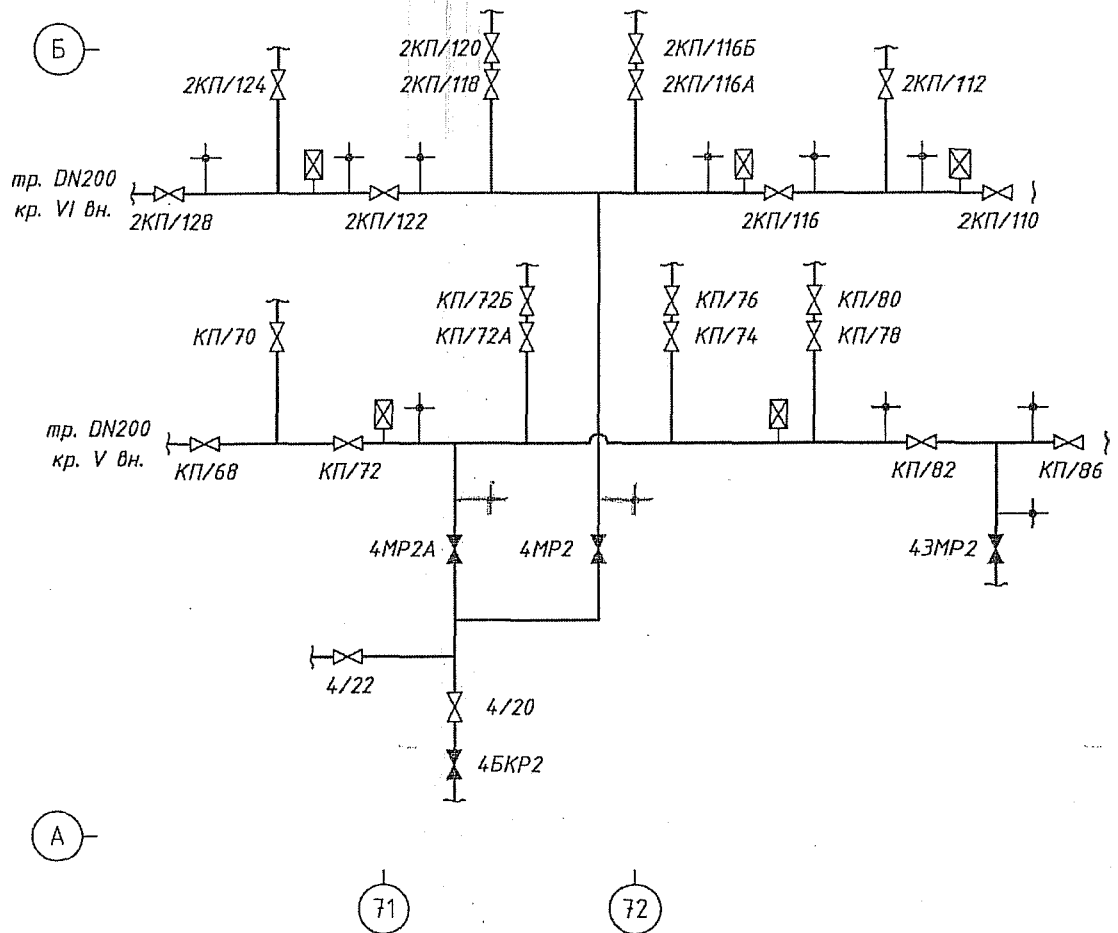 Б
2КП/120
2КП/116Б
2КП/124
2КП/118
2КП/116А
2КП/112
тр. DN200
кр. VI вн.
2КП/128
2КП/122
2КП/116
2КП/110
КП/72Б
КП/76
КП/80
КП/70
КП/72А
КП/74
КП/78
тр. DN200
кр. V вн.
КП/68
КП/72
КП/82
КП/86
4МР2А
4МР2
4ЗМР2
4/22
4/20
4БКР2
А
71
72